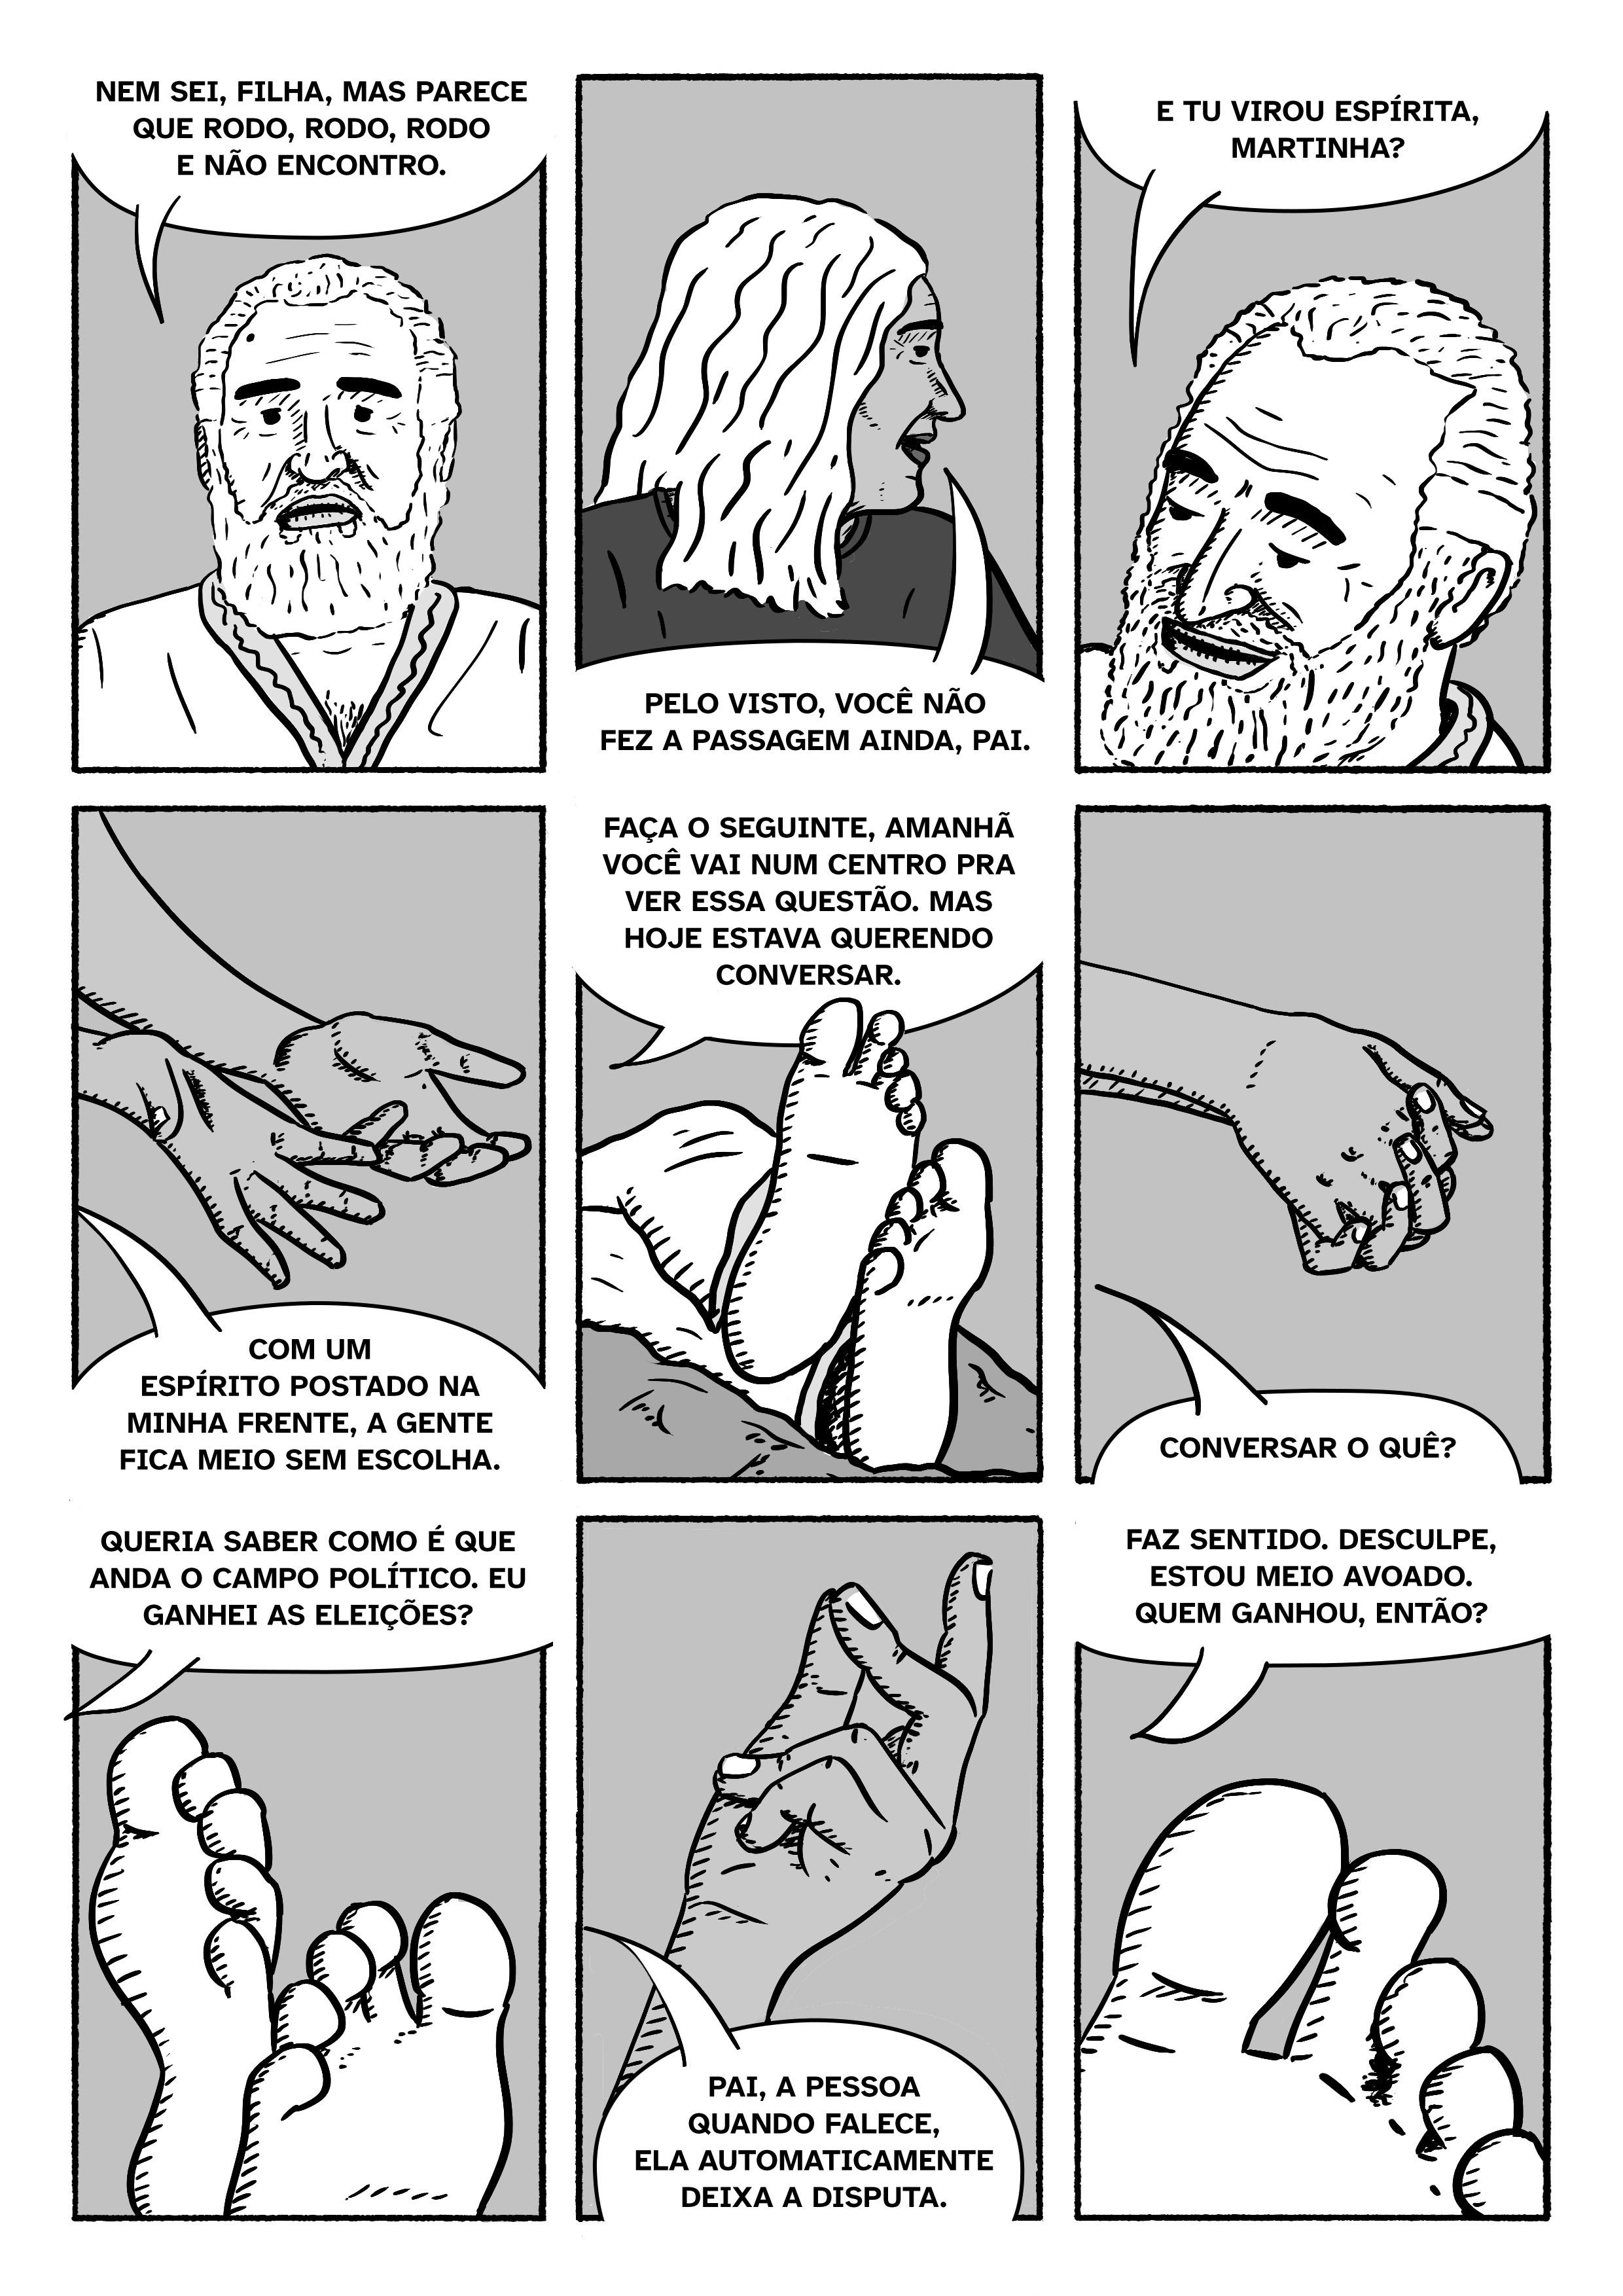 NEM SEI, FILHA, MAS PARECE
QUE RODO, RODO, RODO
E NÃO ENCONTRO.
PELO VISTO, VOCÊ NÃO
FEZ A PASSAGEM AINDA, PAI.
E TU VIROU ESPÍRITA,
MARTINHA?
COM UM
ESPÍRITO POSTADO NA
MINHA FRENTE, A GENTE
FICA MEIO SEM ESCOLHA.
FAÇA O SEGUINTE, AMANHÃ
VOCÊ VAI NUM CENTRO PRA
VER ESSA QUESTÃO. MAS
HOJE ESTAVA QUERENDO
CONVERSAR.
CONVERSAR O QUÊ?
QUERIA SABER COMO É QUE
ANDA O CAMPO POLÍTICO. EU
GANHEI AS ELEIÇÕES?
PAI, A PESSOA
QUANDO FALECE,
ELA AUTOMATICAMENTE
DEIXA A DISPUTA.
FAZ SENTIDO. DESCULPE,
ESTOU MEIO AVOADO.
QUEM GANHOU, ENTÃO?